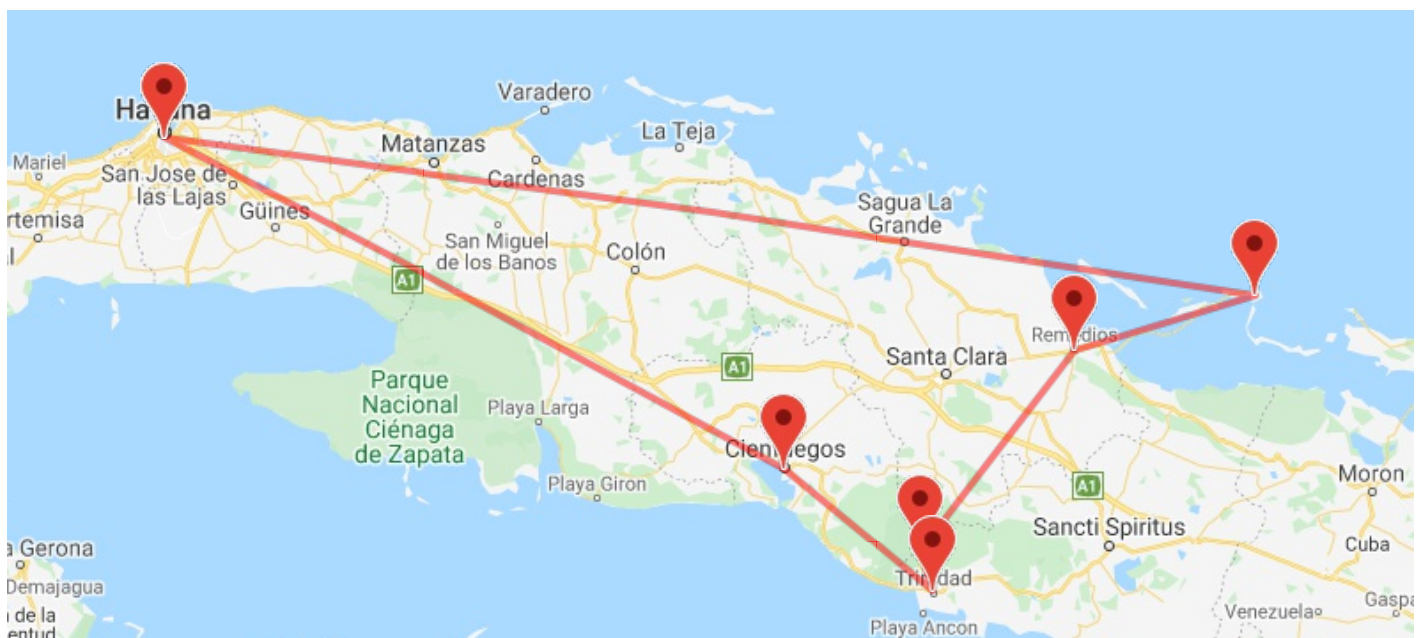 Varadero
Havana
La Teja
Matanzas
Mariel
Cardenas
San Jose de
las Lajas
Sagua La
Grande
rtemisa
Güines
San Miguel
de los Banos
Colón
A1
Remedios
Santa Clara
A1
Parque
Nacional
Ciénaga
de Zapata
Playa Larga
Cienfuegos
Moron
Playa Giron
A1
Sancti Spiritus
a Gerona
Cuba
Trinidad
Demajagua
de la
entud
Playa Ancon
Venezuela
Gaspa